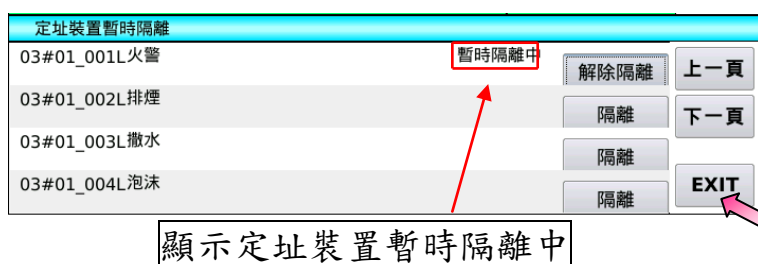 定址裝置暫時隔離
03#01_001L火警 暫時隔離中 解除隔離 上一頁
03#01_002L排煙 隔離 下一頁
03#01_003L撒水 隔離
03#01_004L泡沫 隔離 EXIT
顯示定址裝置暫時隔離中